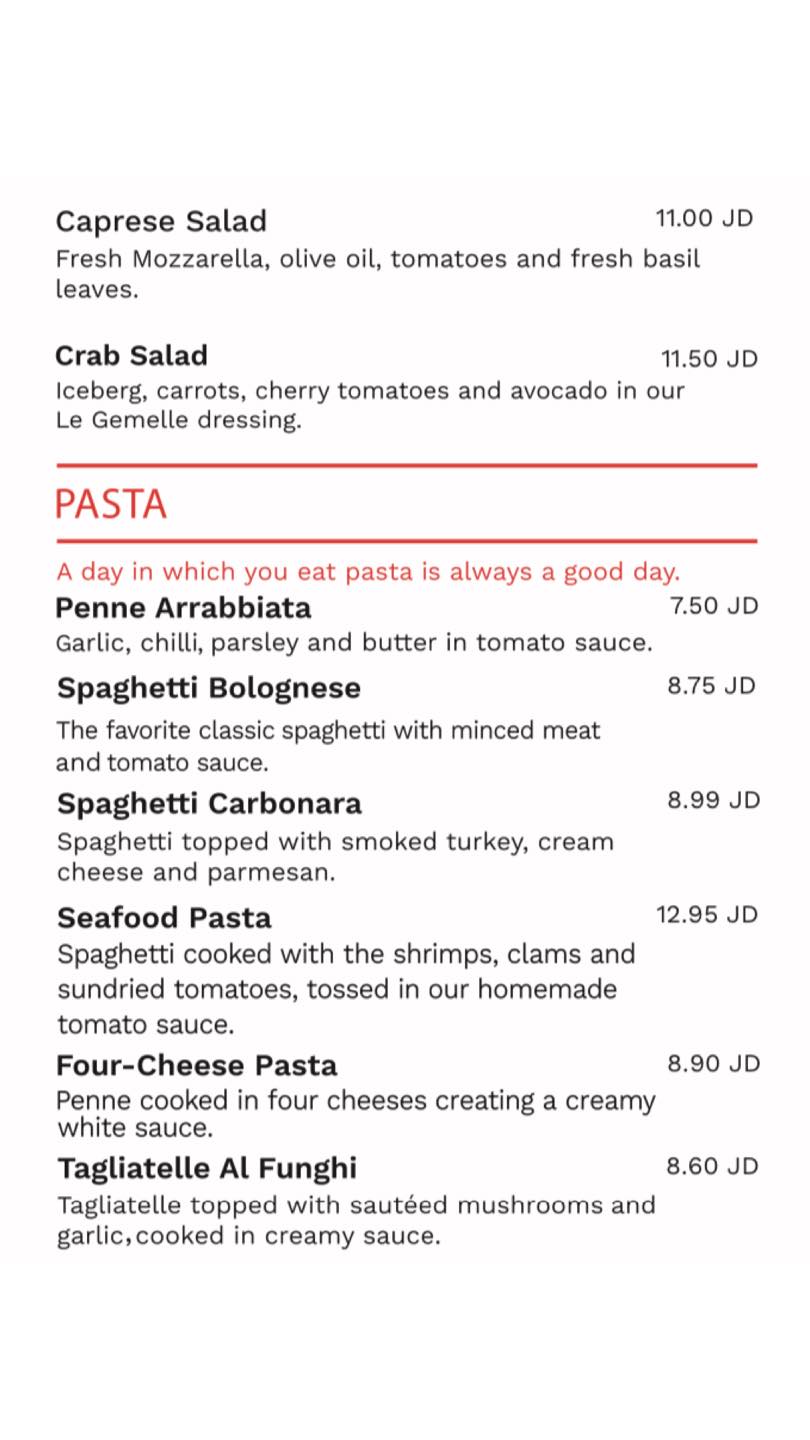 Caprese Salad 11.00 JD
Fresh Mozzarella, olive oil, tomatoes and fresh basil
leaves.
Crab Salad 11.50 JD
Iceberg, carrots, cherry tomatoes and avocado in our
Le Gemelle dressing.
PASTA
A day in which you eat pasta is always a good day.
Penne Arrabbiata 7.50 JD
Garlic, chilli, parsley and butter in tomato sauce.
Spaghetti Bolognese 8.75 JD
The favorite classic spaghetti with minced meat
and tomato sauce.
Spaghetti Carbonara 8.99 JD
Spaghetti topped with smoked turkey, cream
cheese and parmesan.
Seafood Pasta 12.95 JD
Spaghetti cooked with the shrimps, clams and
sundried tomatoes, tossed in our homemade
tomato sauce.
Four-Cheese Pasta 8.90 JD
Penne cooked in four cheeses creating a creamy
white sauce.
Tagliatelle Al Funghi 8.60 JD
Tagliatelle topped with sautéed mushrooms and
garlic,cooked in creamy sauce.